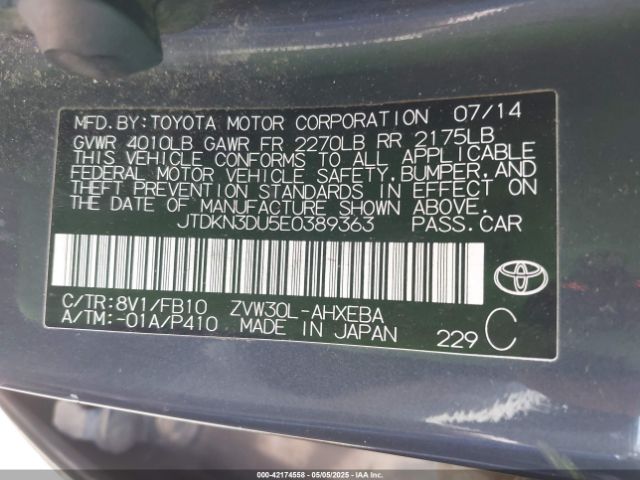 MFD.BY:TOYOTA MOTOR CORPORATION 07/14
GVWR 4010LB GAWR FR 2270LB RR 2175LB
THIS VEHICLE CONFORMS TO ALL APPLICABLE
FEDERAL MOTOR VEHICLE SAFETY,BUMPER,AND
THEFT PREVENTION STANDARDS IN EFFECT ON
THE DATE OF MANUFACTURE SHOWN ABOVE.
JTDKN3DU5E0389363 PASS.CAR
C/TR:8V1/FB10 ZVW30L-AHXEBA
A/TM:-01A/P410 MADE IN JAPAN
229 C
TOYOTA
000-42174558 - 05/05/2025 - IAAI.COM